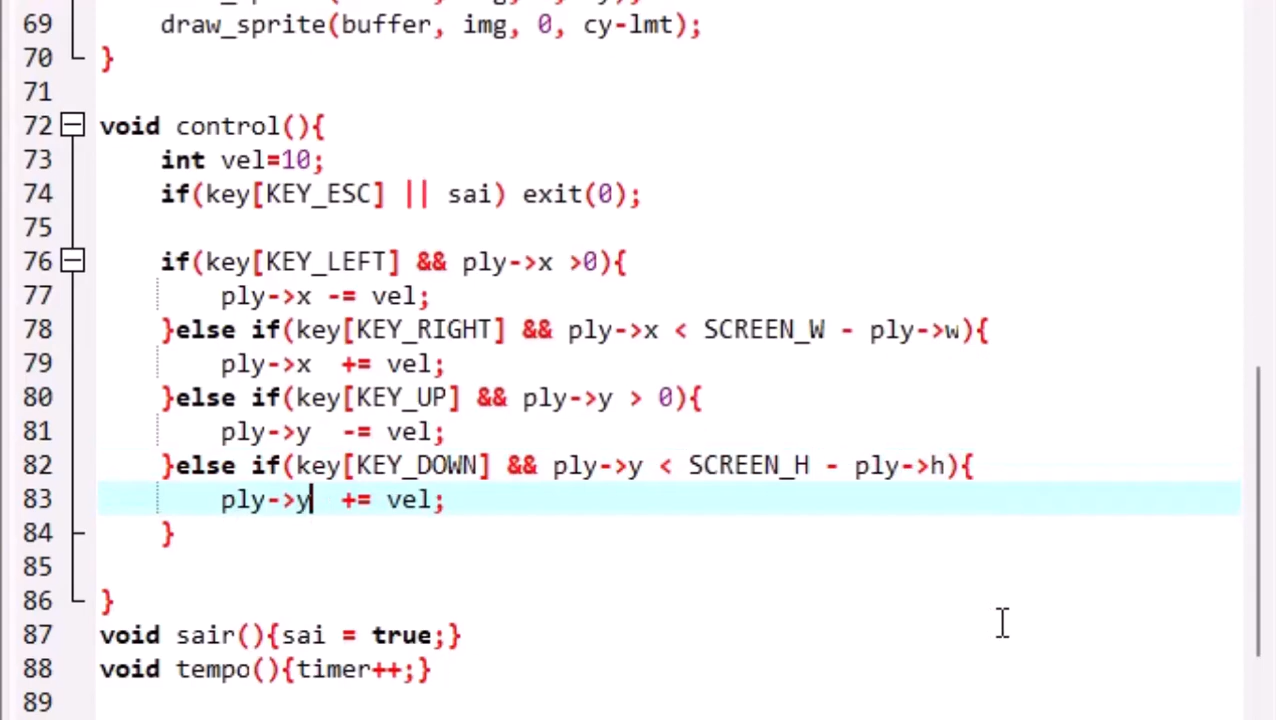 69 draw_sprite(buffer, img, 0, cy-lmt);
70 }
71
72 void control(){
73 int vel=10;
74 if(key[KEY_ESC] || sai) exit(0);
75
76 if(key[KEY_LEFT] && ply->x >0){
77 ply->x -= vel;
78 }else if(key[KEY_RIGHT] && ply->x < SCREEN_W - ply->w){
79 ply->x  += vel;
80 }else if(key[KEY_UP] && ply->y > 0){
81 ply->y  -= vel;
82 }else if(key[KEY_DOWN] && ply->y < SCREEN_H - ply->h){
83 ply->y  += vel;
84 }
85
86 }
87 void sair(){sai = true;}
88 void tempo(){timer++;}
89